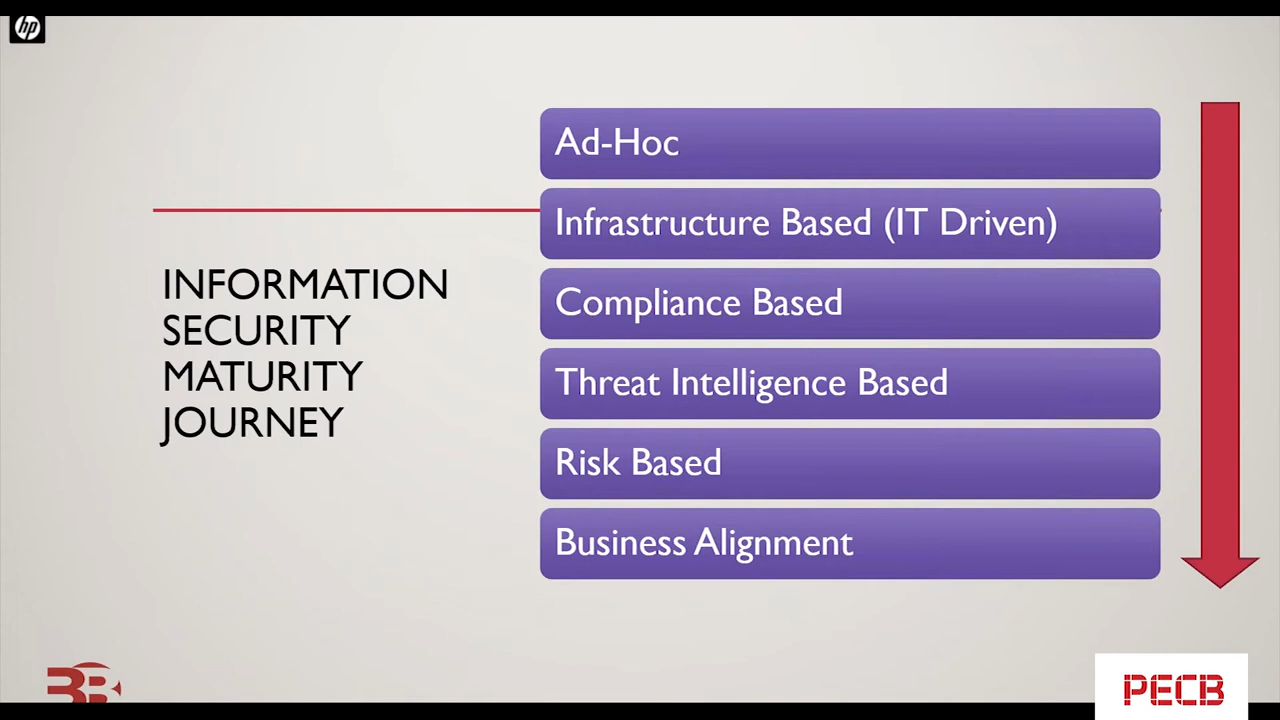 hp
Ad-Hoc
Infrastructure Based (IT Driven)
INFORMATION
SECURITY
MATURITY
JOURNEY
Compliance Based
Threat Intelligence Based
Risk Based
Business Alignment
PECB